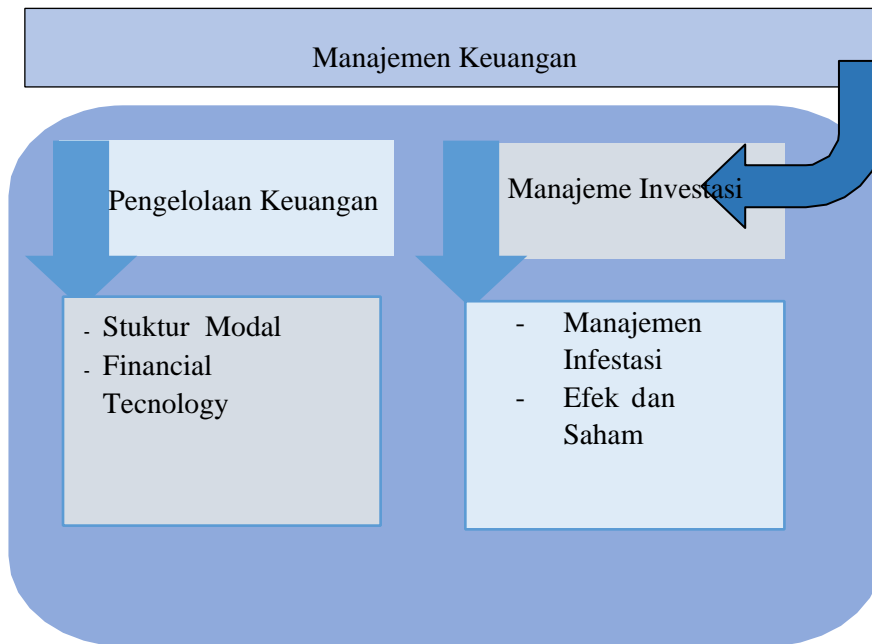 Manajemen Keuangan
Pengelolaan Keuangan
Manajeme Investasi
- Stuktur Modal
- Financial
Tecnology
- Manajemen
Infestasi
- Efek dan
Saham